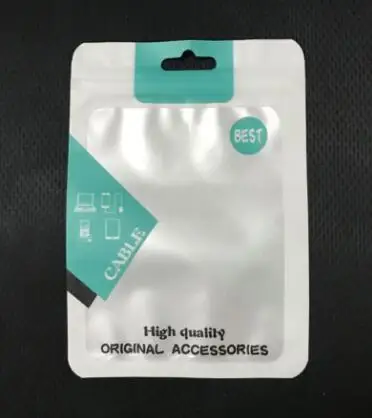 BEST
CABLE
High quality
ORIGINAL ACCESSORIES